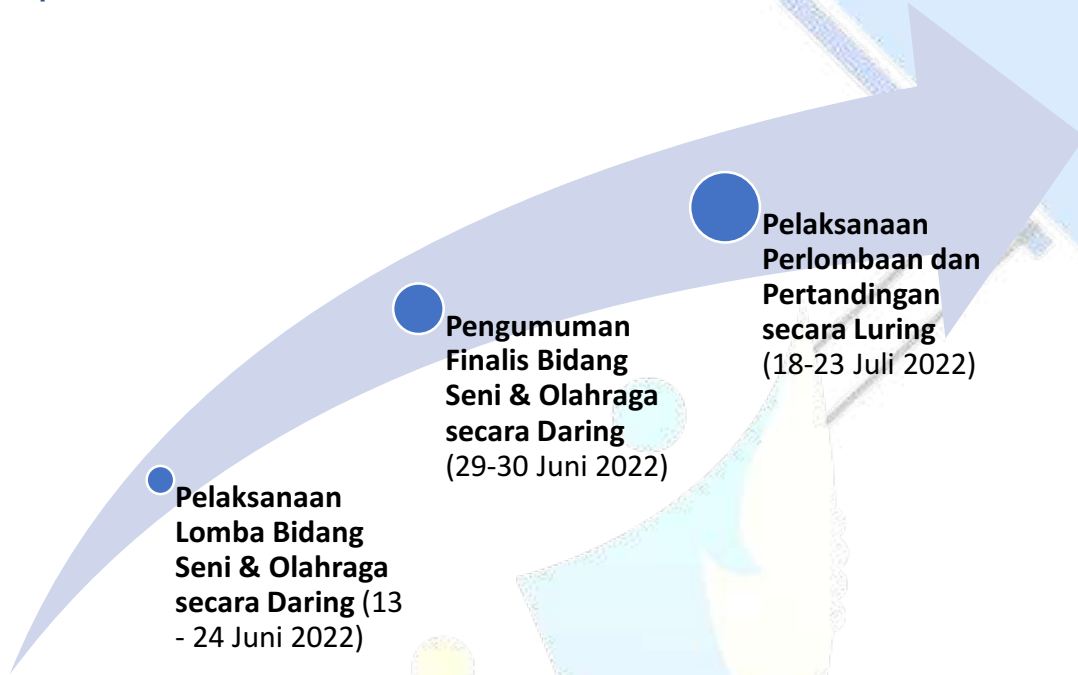 Pelaksanaan
Lomba Bidang
Seni & Olahraga
secara Daring (13
- 24 Juni 2022)
Pengumuman
Finalis Bidang
Seni & Olahraga
secara Daring
(29-30 Juni 2022)
Pelaksanaan
Perlombaan dan
Pertandingan
secara Luring
(18-23 Juli 2022)